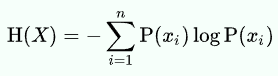 H(X) = − ∑_{i=1}^{n} P(x_i) log P(x_i)